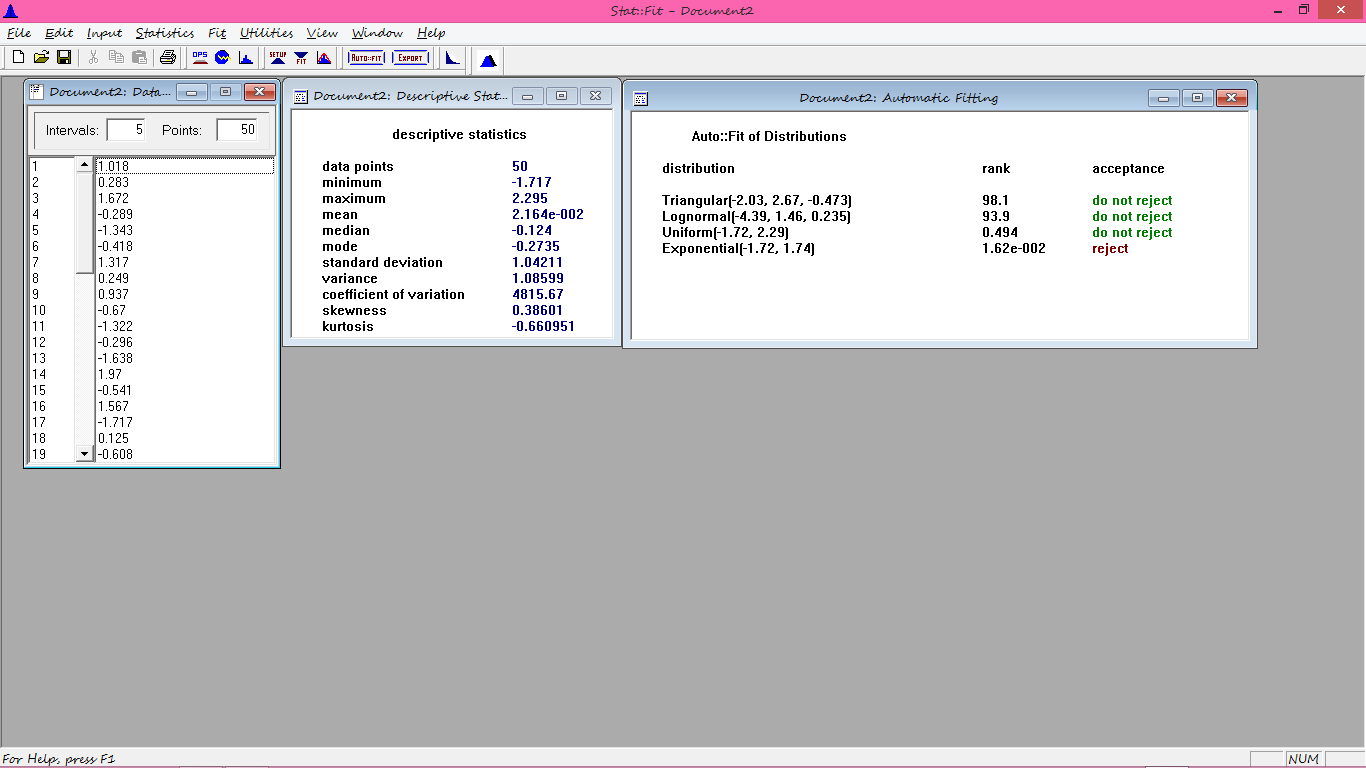 Stat::Fit - Document2
File Edit Input Statistics Fit Utilities View Window Help
OPS SETUP FIT AUTO::FIT EXPORT
Document2: Data...
Intervals: 5 Points: 50
1 1.018
2 0.283
3 1.672
4 -0.289
5 -1.343
6 -0.418
7 1.317
8 0.249
9 0.937
10 -0.67
11 -1.322
12 -0.296
13 -1.638
14 1.97
15 -0.541
16 1.567
17 -1.717
18 0.125
19 -0.608
Document2: Descriptive Stat...
descriptive statistics
data points 50
minimum -1.717
maximum 2.295
mean 2.164e-002
median -0.124
mode -0.2735
standard deviation 1.04211
variance 1.08599
coefficient of variation 4815.67
skewness 0.38601
kurtosis -0.660951
Document2: Automatic Fitting
Auto::Fit of Distributions
distribution rank acceptance
Triangular(-2.03, 2.67, -0.473) 98.1 do not reject
Lognormal(-4.39, 1.46, 0.235) 93.9 do not reject
Uniform(-1.72, 2.29) 0.494 do not reject
Exponential(-1.72, 1.74) 1.62e-002 reject
For Help, press F1
NUM